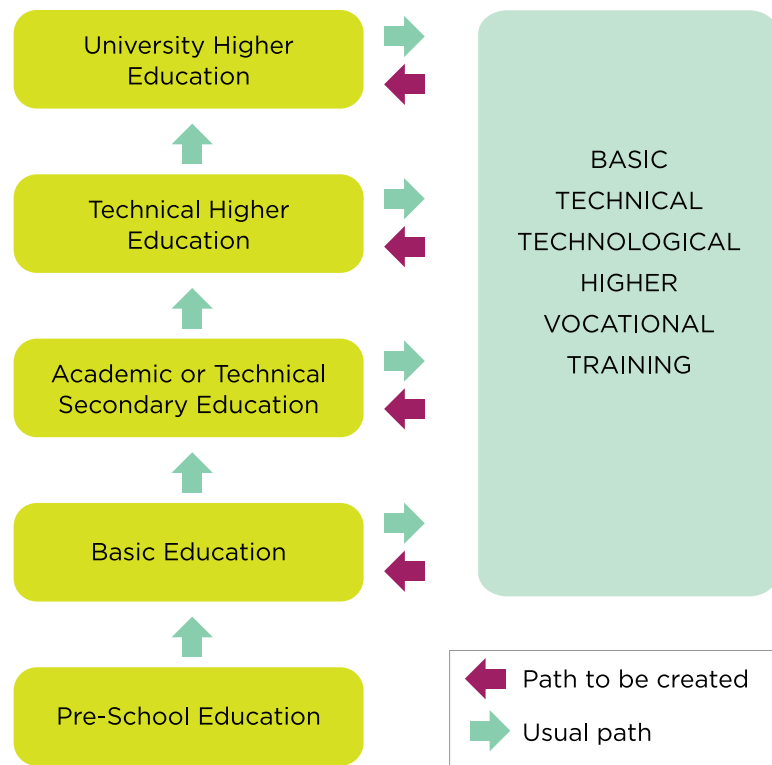 University Higher
Education
Technical Higher
Education
Academic or Technical
Secondary Education
Basic Education
Pre-School Education
BASIC
TECHNICAL
TECHNOLOGICAL
HIGHER
VOCATIONAL
TRAINING
Path to be created
Usual path